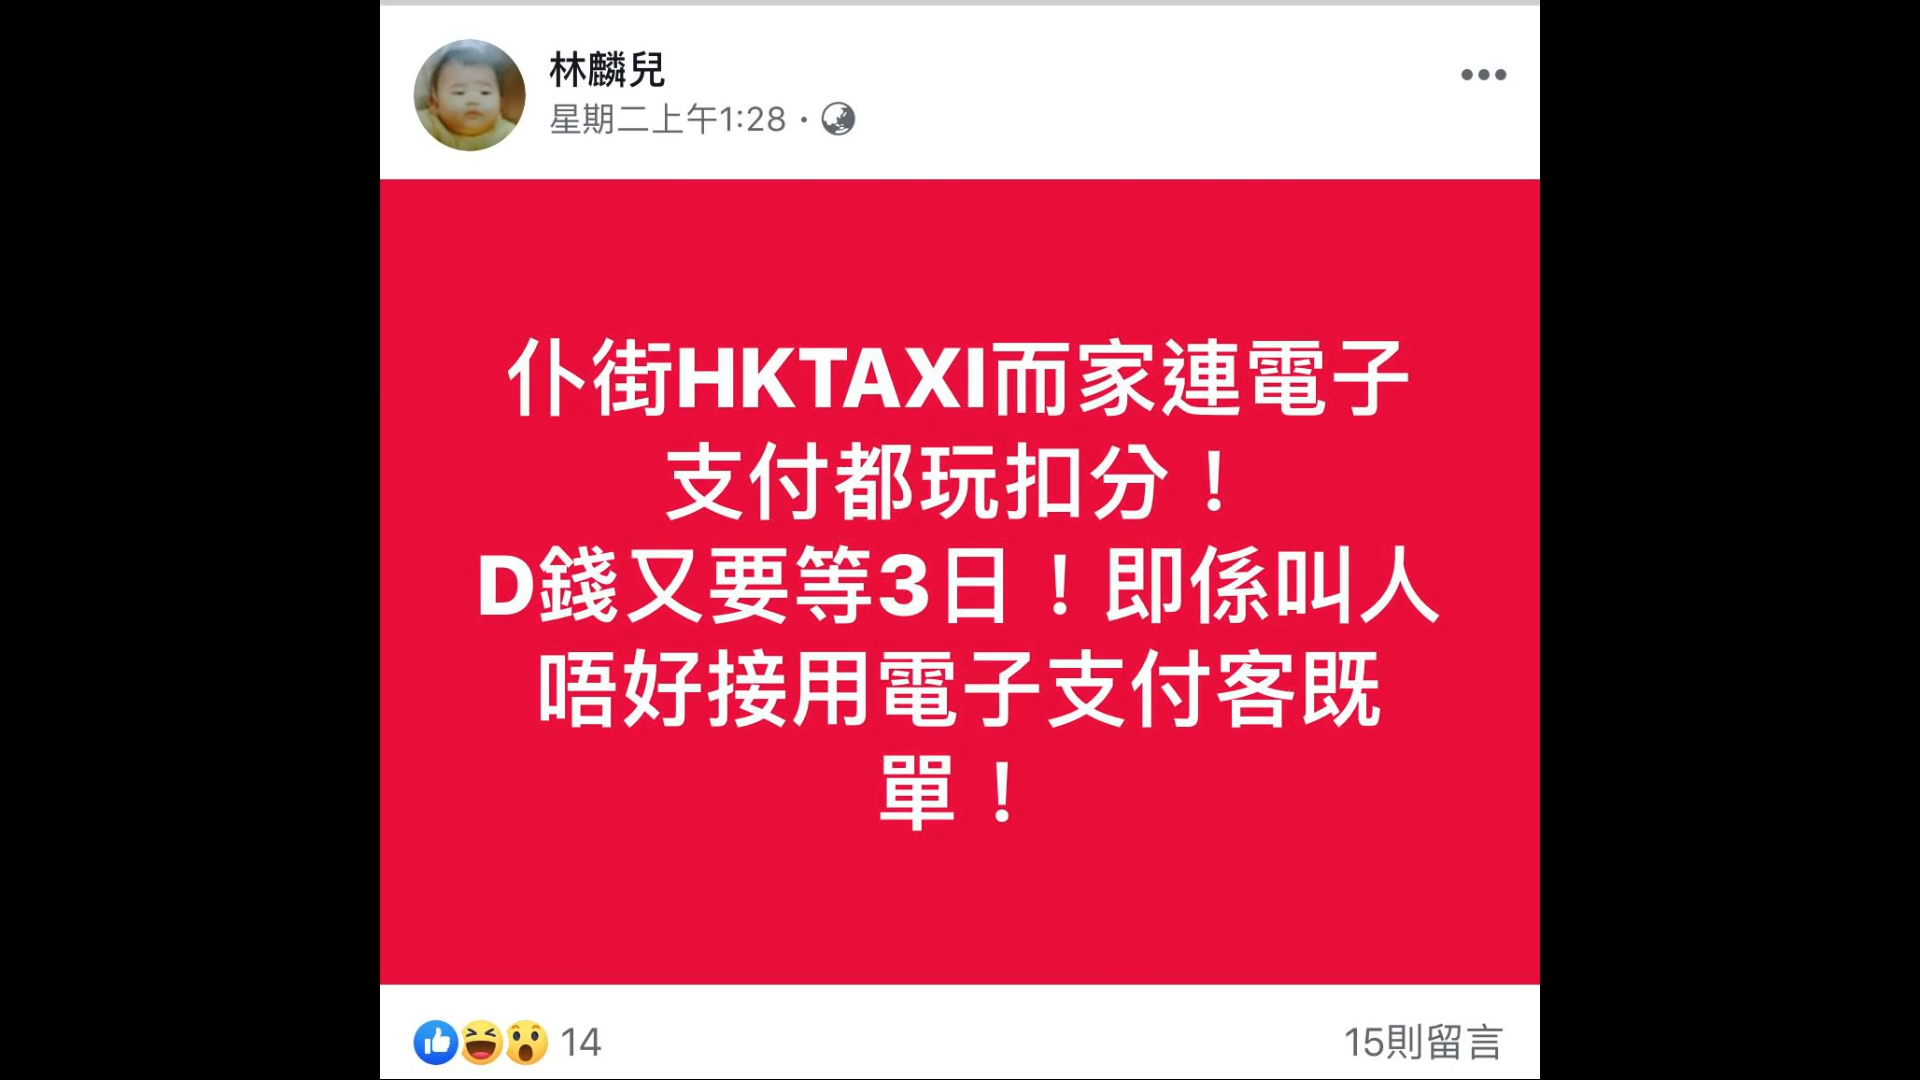 林麟兒
星期二上午1:28 ·
仆街HKTAXI而家連電子
支付都玩扣分！
D錢又要等3日！即係叫人
唔好接用電子支付客既
單！
14
15則留言